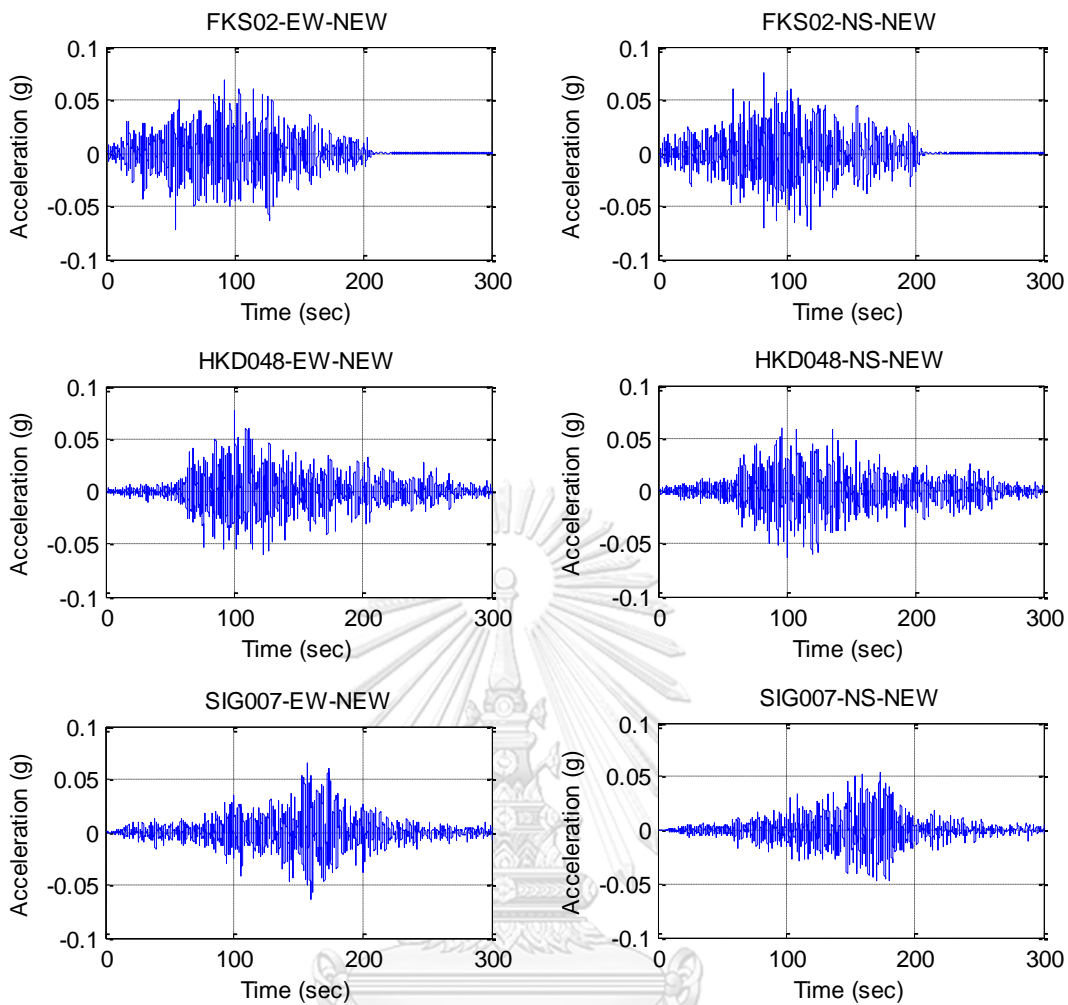 FKS02-EW-NEW
0.1
0.05
0
-0.05
-0.1
Acceleration (g)
0 100 200 300
Time (sec)
FKS02-NS-NEW
0.1
0.05
0
-0.05
-0.1
Acceleration (g)
0 100 200 300
Time (sec)
HKD048-EW-NEW
0.1
0.05
0
-0.05
-0.1
Acceleration (g)
0 100 200 300
Time (sec)
HKD048-NS-NEW
0.1
0.05
0
-0.05
-0.1
Acceleration (g)
0 100 200 300
Time (sec)
SIG007-EW-NEW
0.1
0.05
0
-0.05
-0.1
Acceleration (g)
0 100 200 300
Time (sec)
SIG007-NS-NEW
0.1
0.05
0
-0.05
-0.1
Acceleration (g)
0 100 200 300
Time (sec)